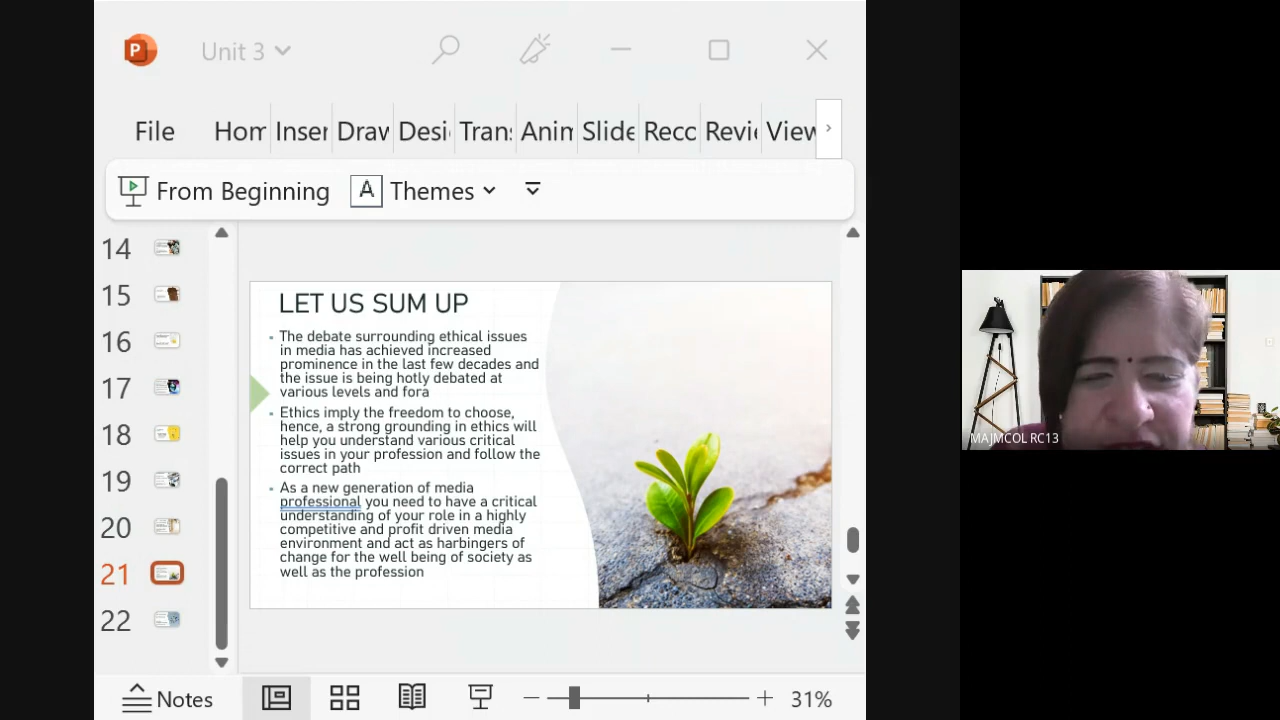 P
Unit 3
File
Hom
Inser
Draw
Desi
Trans
Anim
Slide
Reco
Revie
View
From Beginning
A Themes
14
15
16
17
18
19
20
21
22
LET US SUM UP
The debate surrounding ethical issues
in media has achieved increased
prominence in the last few decades and
the issue is being hotly debated at
various levels and fora
Ethics imply the freedom to choose,
hence, a strong grounding in ethics will
help you understand various critical
issues in your profession and follow the
correct path
As a new generation of media
professional you need to have a critical
understanding of your role in a highly
competitive and profit driven media
environment and act as harbingers of
change for the well being of society as
well as the profession
Notes
31%
MAJMCOL RC13